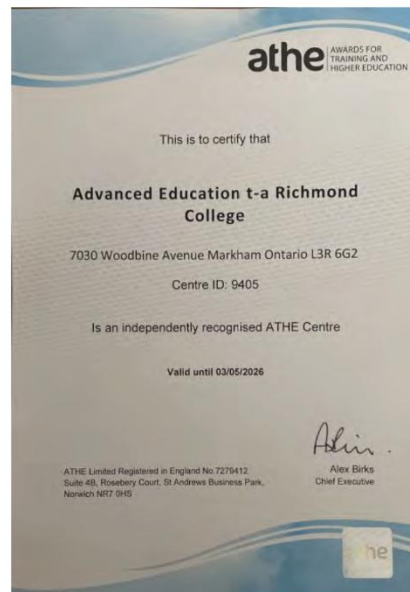 athe AWARDS FOR
TRAINING AND
HIGHER EDUCATION
This is to certify that
Advanced Education t-a Richmond
College
7030 Woodbine Avenue Markham Ontario L3R 6G2
Centre ID: 9405
Is an independently recognised ATHE Centre
Valid until 03/05/2026
ATHE Limited Registered in England No.7279412
Suite 4B, Rosebery Court, St Andrews Business Park,
Norwich NR7 0HS
Alex Birks
Chief Executive
he